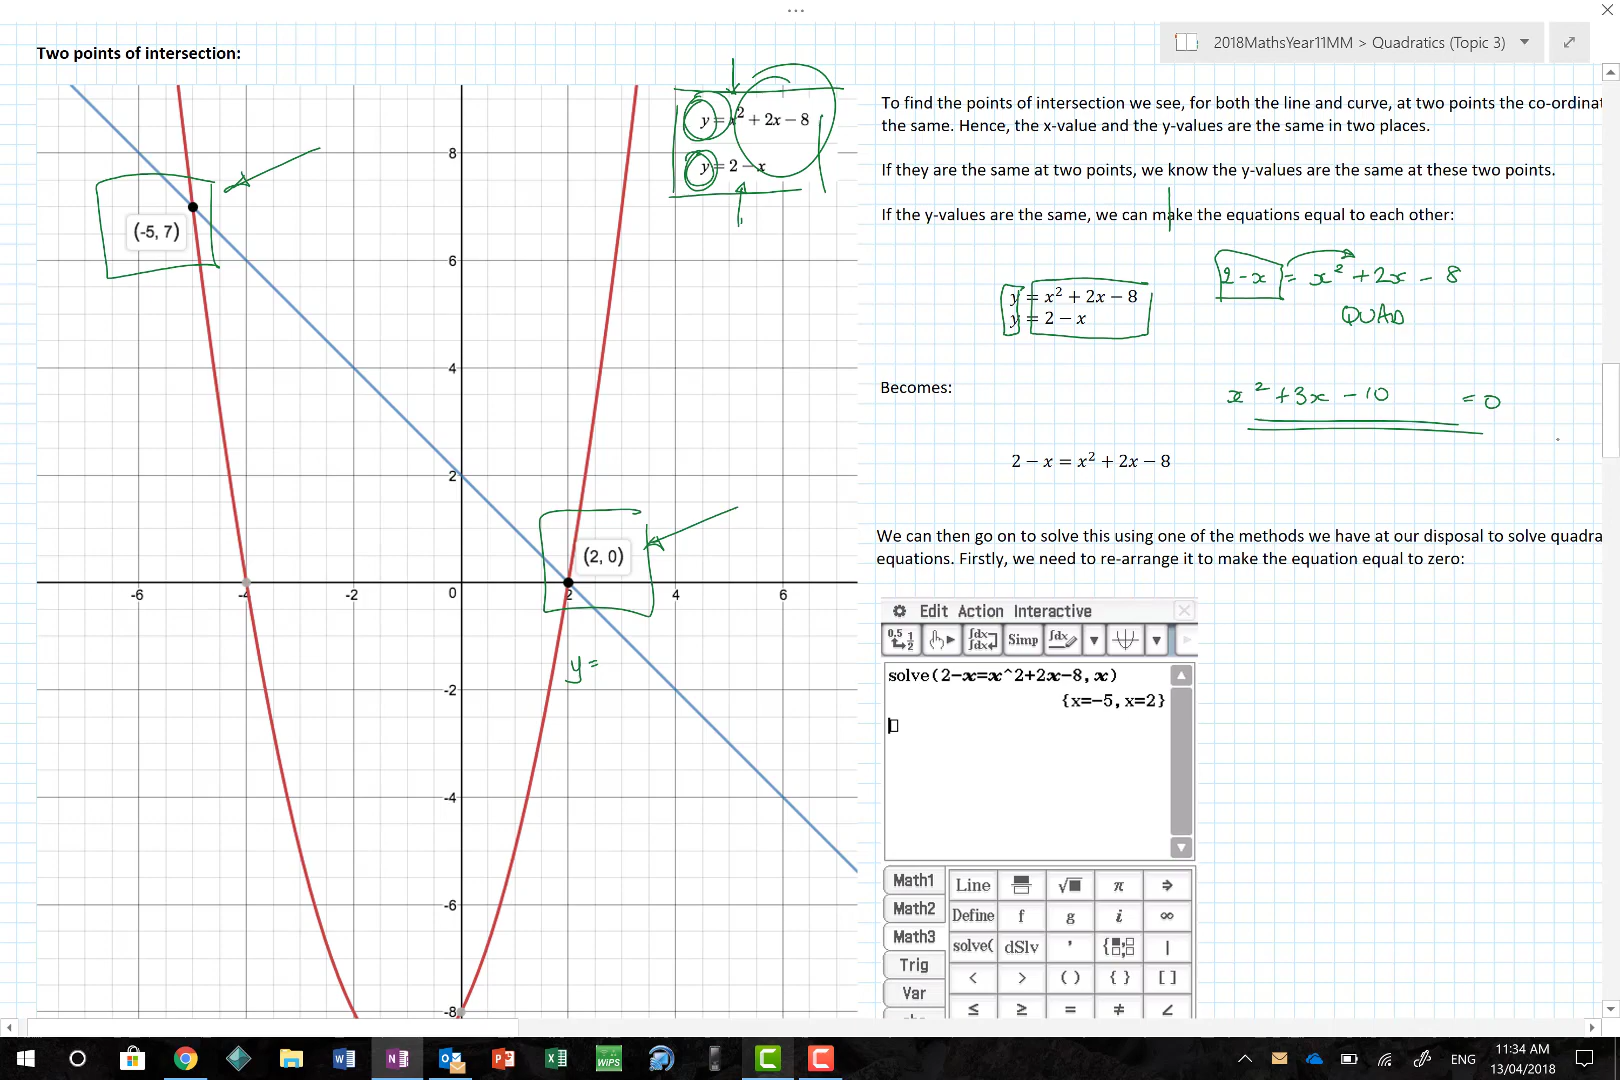 2018MathsYear11MM > Quadratics (Topic 3)
Two points of intersection:
y = x² + 2x − 8
y = 2 − x
8
6
4
2
0
-2
-4
-6
-8
-6
-4
-2
2
4
6
(-5, 7)
(2, 0)
y =
To find the points of intersection we see, for both the line and curve, at two points the co-ordinat
the same. Hence, the x-value and the y-values are the same in two places.
If they are the same at two points, we know the y-values are the same at these two points.
If the y-values are the same, we can make the equations equal to each other:
y = x² + 2x − 8
y = 2 − x
2 - x = x² + 2x - 8
QUAD
Becomes:
x² + 3x - 10 = 0
2 − x = x² + 2x − 8
We can then go on to solve this using one of the methods we have at our disposal to solve quadra
equations. Firstly, we need to re-arrange it to make the equation equal to zero:
Edit Action Interactive
0.5 1 2 ∫dx ∫dx Simp ∫dx
solve(2−x=x^2+2x−8,x)
{x=−5,x=2}
Math1 Line √■ π ⇒
Math2 Define f g i ∞
Math3 solve( dSlv ' {■;□ |
Trig < > ( ) { } [ ]
Var ≤ ≥ = ≠ ∠
WIPS
ENG
11:34 AM
13/04/2018